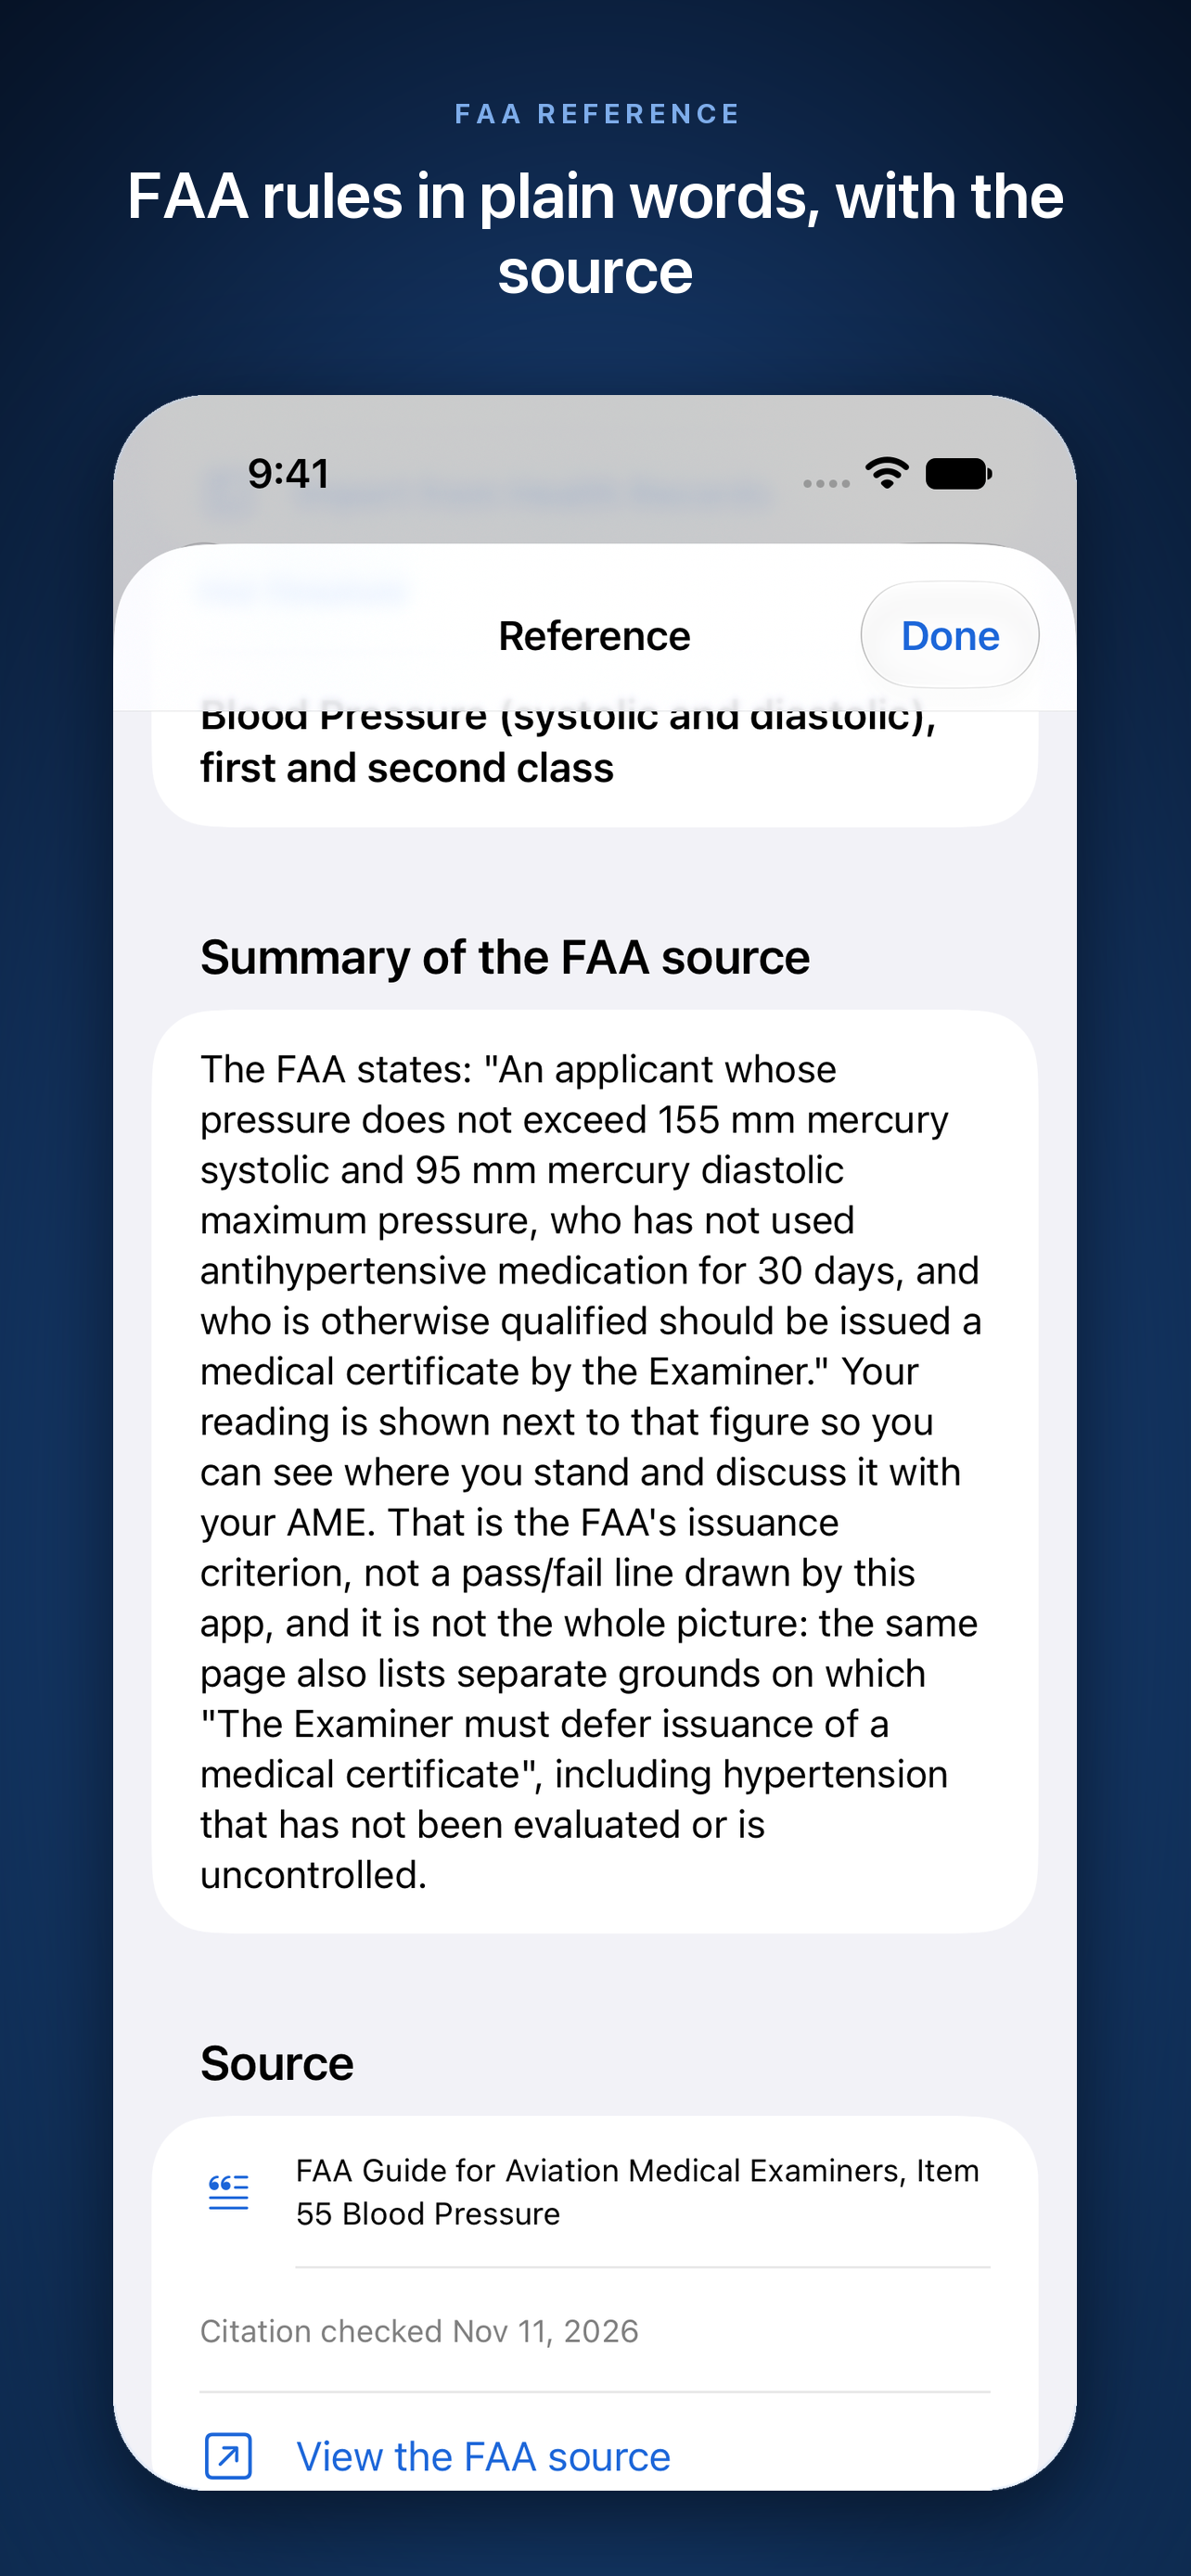 FAA REFERENCE
FAA rules in plain words, with the
source
9:41
Reference
Done
Blood Pressure (systolic and diastolic),
first and second class
Summary of the FAA source
The FAA states: "An applicant whose
pressure does not exceed 155 mm mercury
systolic and 95 mm mercury diastolic
maximum pressure, who has not used
antihypertensive medication for 30 days, and
who is otherwise qualified should be issued a
medical certificate by the Examiner." Your
reading is shown next to that figure so you
can see where you stand and discuss it with
your AME. That is the FAA's issuance
criterion, not a pass/fail line drawn by this
app, and it is not the whole picture: the same
page also lists separate grounds on which
"The Examiner must defer issuance of a
medical certificate", including hypertension
that has not been evaluated or is
uncontrolled.
Source
FAA Guide for Aviation Medical Examiners, Item
55 Blood Pressure
Citation checked Nov 11, 2026
View the FAA source